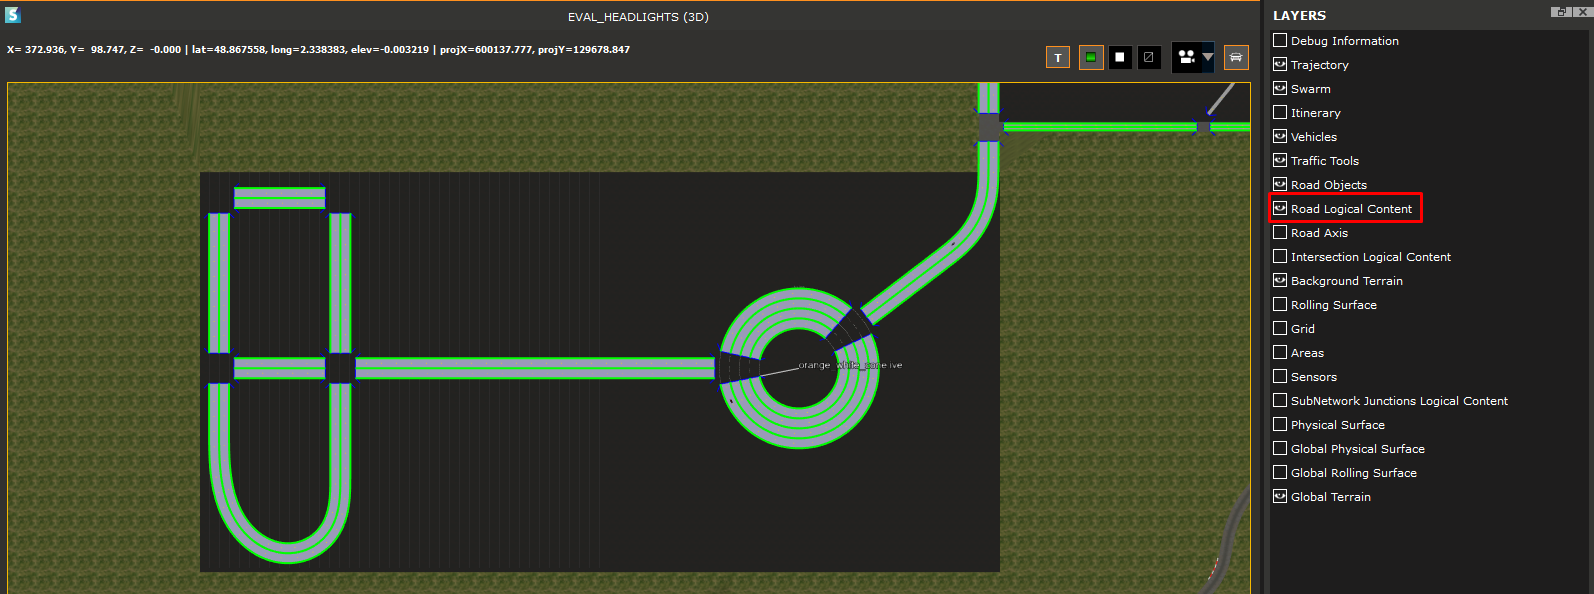 EVAL_HEADLIGHTS (3D)
LAYERS
X= 372.936, Y=  98.747, Z=  -0.000 | lat=48.867558, long=2.338383, elev=-0.003219 | projX=600137.777, projY=129678.847
T
Debug Information
Trajectory
Swarm
Itinerary
Vehicles
Traffic Tools
Road Objects
Road Logical Content
Road Axis
Intersection Logical Content
Background Terrain
Rolling Surface
Grid
Areas
Sensors
SubNetwork Junctions Logical Content
Physical Surface
Global Physical Surface
Global Rolling Surface
Global Terrain
orange